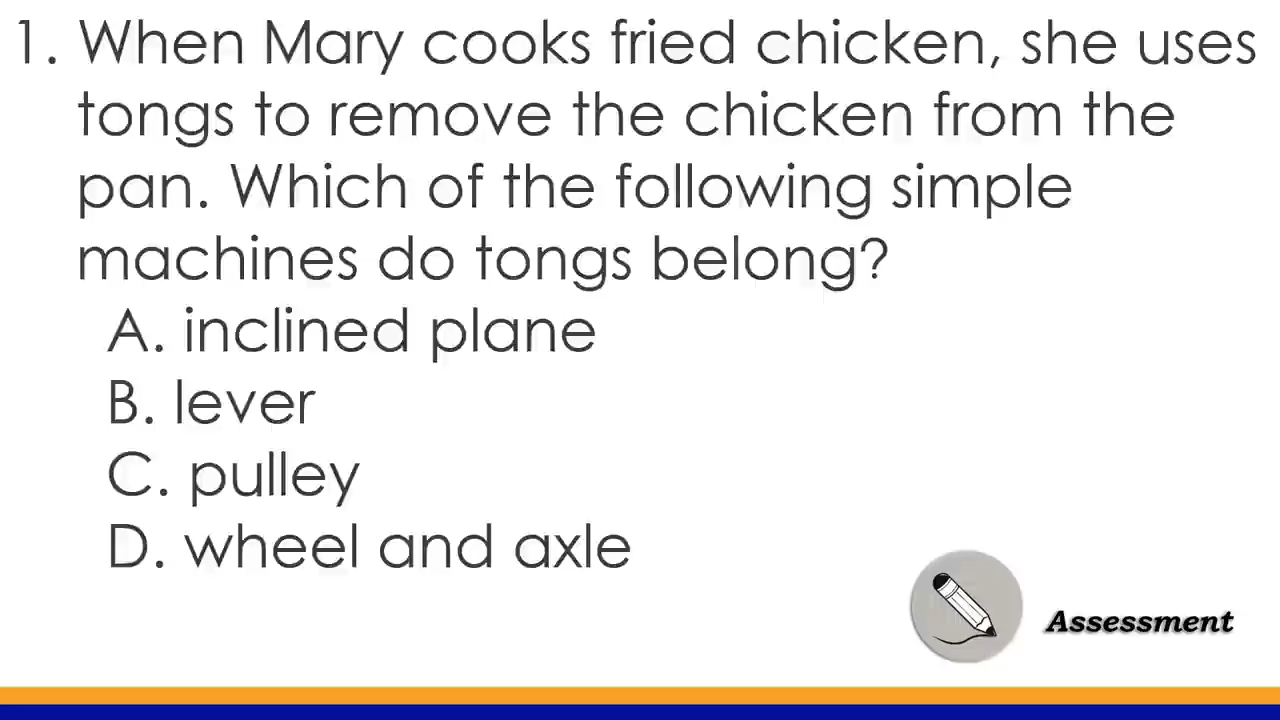 1. When Mary cooks fried chicken, she uses
tongs to remove the chicken from the
pan. Which of the following simple
machines do tongs belong?
A. inclined plane
B. lever
C. pulley
D. wheel and axle
Assessment